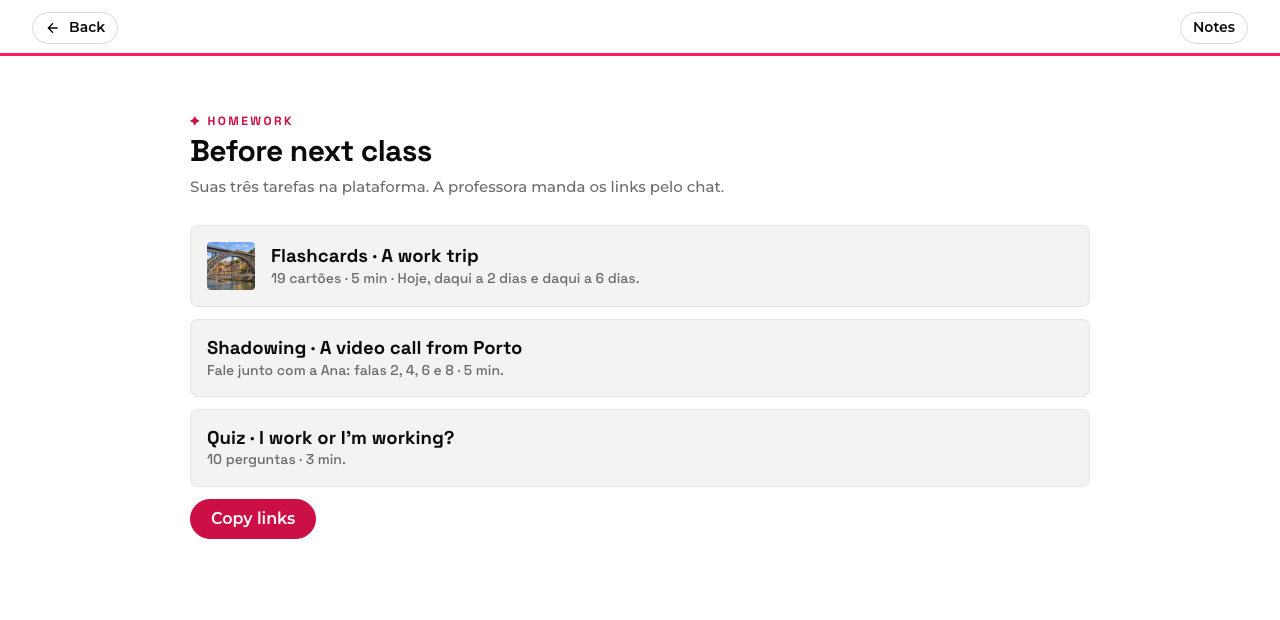 Back
Notes
HOMEWORK
Before next class
Suas três tarefas na plataforma. A professora manda os links pelo chat.
Flashcards · A work trip
19 cartões · 5 min · Hoje, daqui a 2 dias e daqui a 6 dias.
Shadowing · A video call from Porto
Fale junto com a Ana: falas 2, 4, 6 e 8 · 5 min.
Quiz · I work or I’m working?
10 perguntas · 3 min.
Copy links